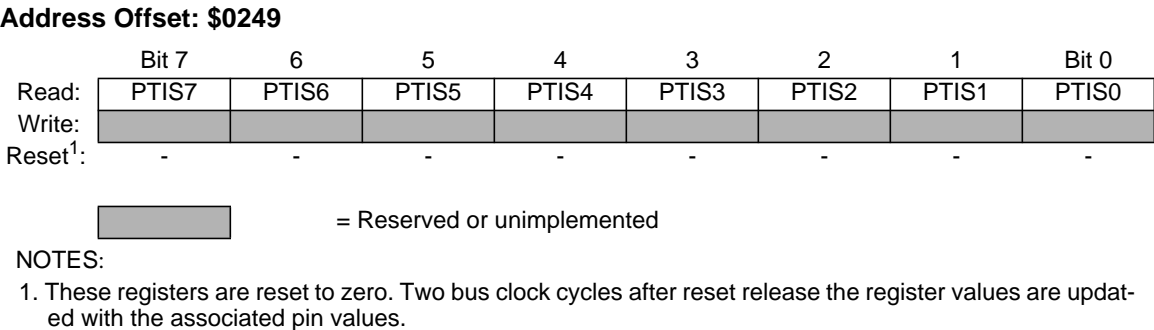 Address Offset: $0249
Bit 7 6 5 4 3 2 1 Bit 0
Read: PTIS7 PTIS6 PTIS5 PTIS4 PTIS3 PTIS2 PTIS1 PTIS0
Write:
Reset1: - - - - - - - -
= Reserved or unimplemented
NOTES:
1. These registers are reset to zero. Two bus clock cycles after reset release the register values are updat-
ed with the associated pin values.